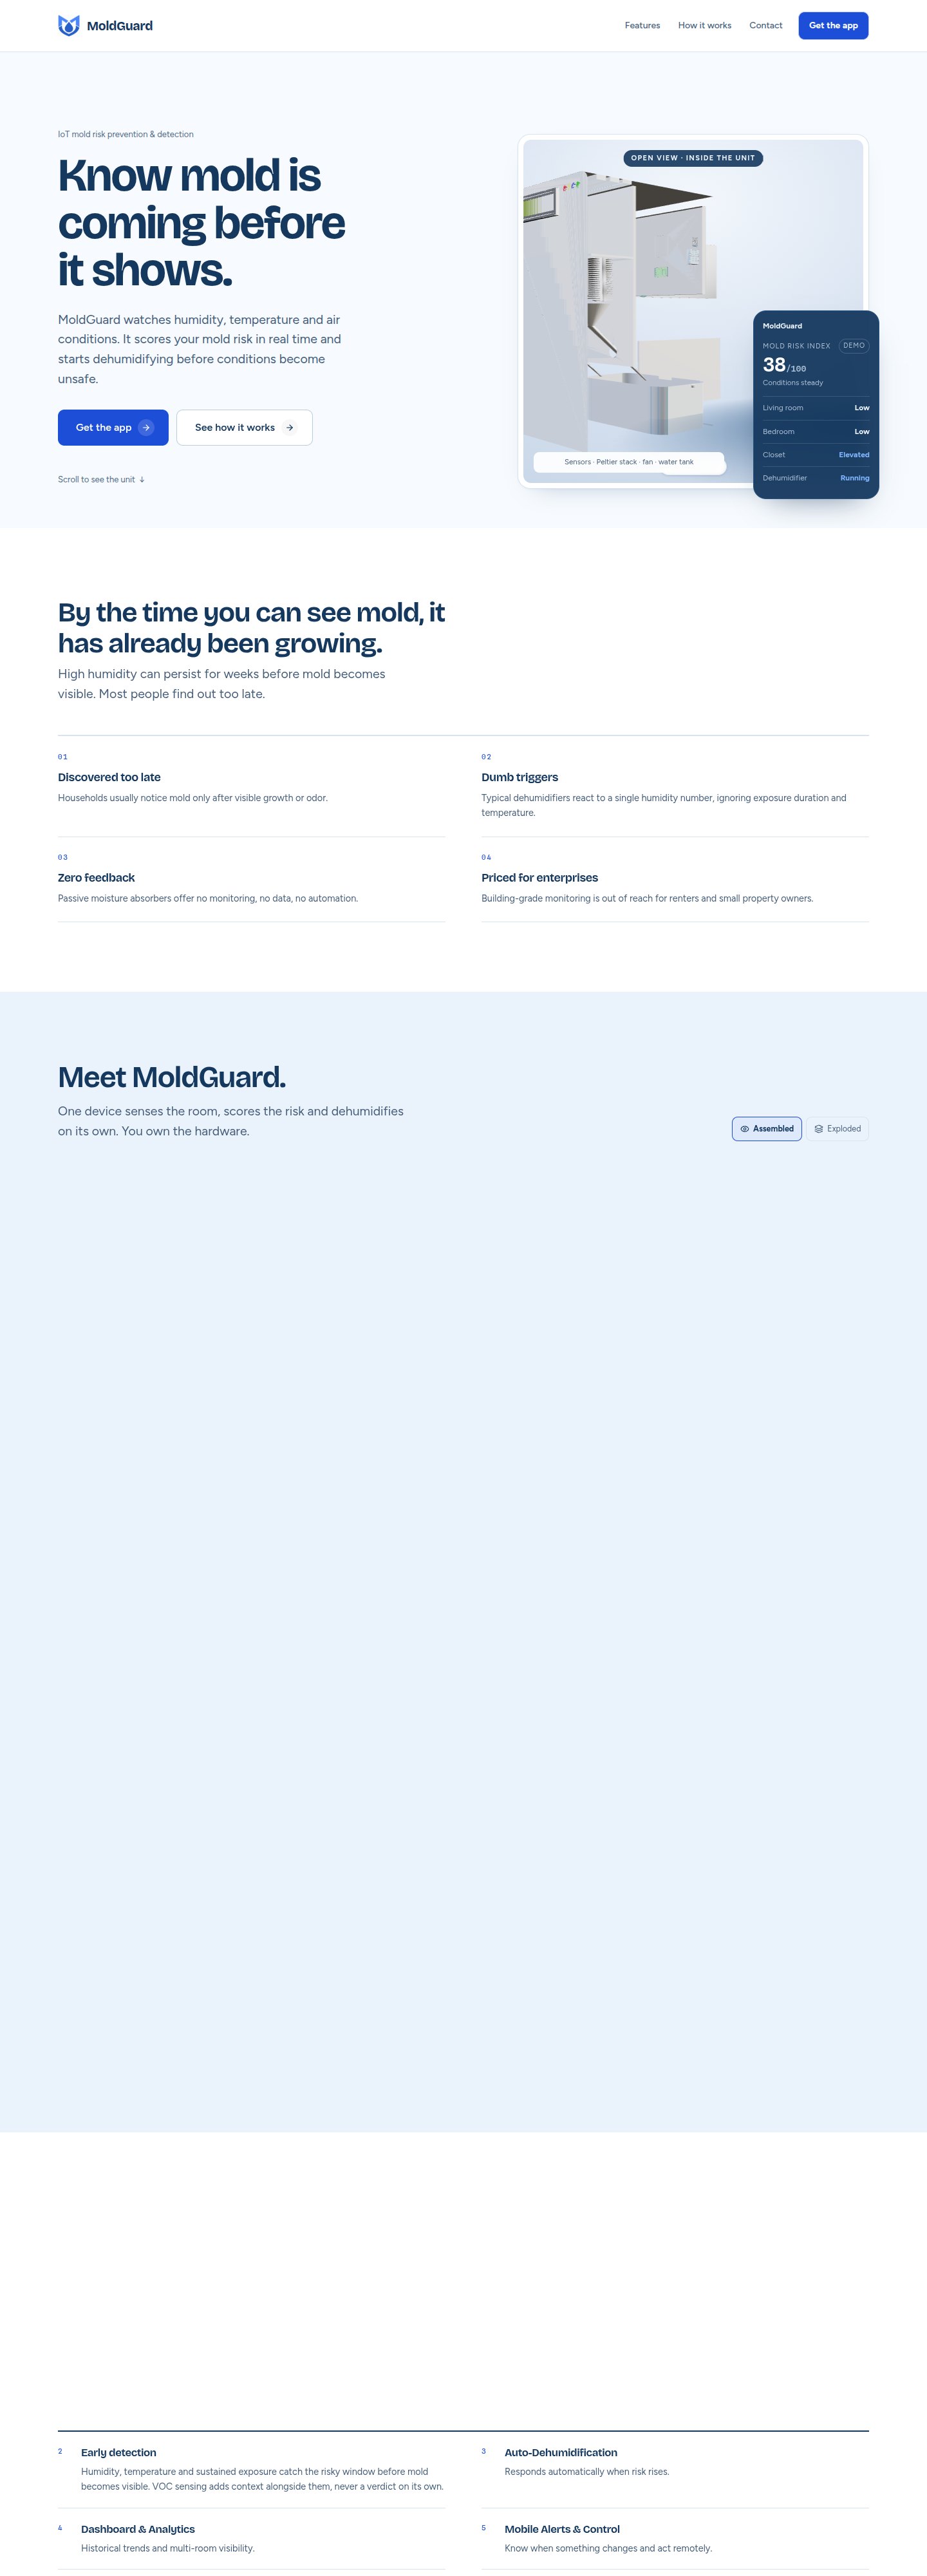 MoldGuard
Features
How it works
Contact
Get the app
IoT mold risk prevention & detection
Know mold is
coming before
it shows.
MoldGuard watches humidity, temperature and air
conditions. It scores your mold risk in real time and
starts dehumidifying before conditions become
unsafe.
Get the app
See how it works
Scroll to see the unit ↓
OPEN VIEW · INSIDE THE UNIT
Sensors · Peltier stack · fan · water tank
MoldGuard
MOLD RISK INDEX
DEMO
38/100
Conditions steady
Living room Low
Bedroom Low
Closet Elevated
Dehumidifier Running
By the time you can see mold, it
has already been growing.
High humidity can persist for weeks before mold becomes
visible. Most people find out too late.
01
Discovered too late
Households usually notice mold only after visible growth or odor.
02
Dumb triggers
Typical dehumidifiers react to a single humidity number, ignoring exposure duration and
temperature.
03
Zero feedback
Passive moisture absorbers offer no monitoring, no data, no automation.
04
Priced for enterprises
Building-grade monitoring is out of reach for renters and small property owners.
Meet MoldGuard.
One device senses the room, scores the risk and dehumidifies
on its own. You own the hardware.
Assembled
Exploded
2
Early detection
Humidity, temperature and sustained exposure catch the risky window before mold
becomes visible. VOC sensing adds context alongside them, never a verdict on its own.
3
Auto-Dehumidification
Responds automatically when risk rises.
4
Dashboard & Analytics
Historical trends and multi-room visibility.
5
Mobile Alerts & Control
Know when something changes and act remotely.